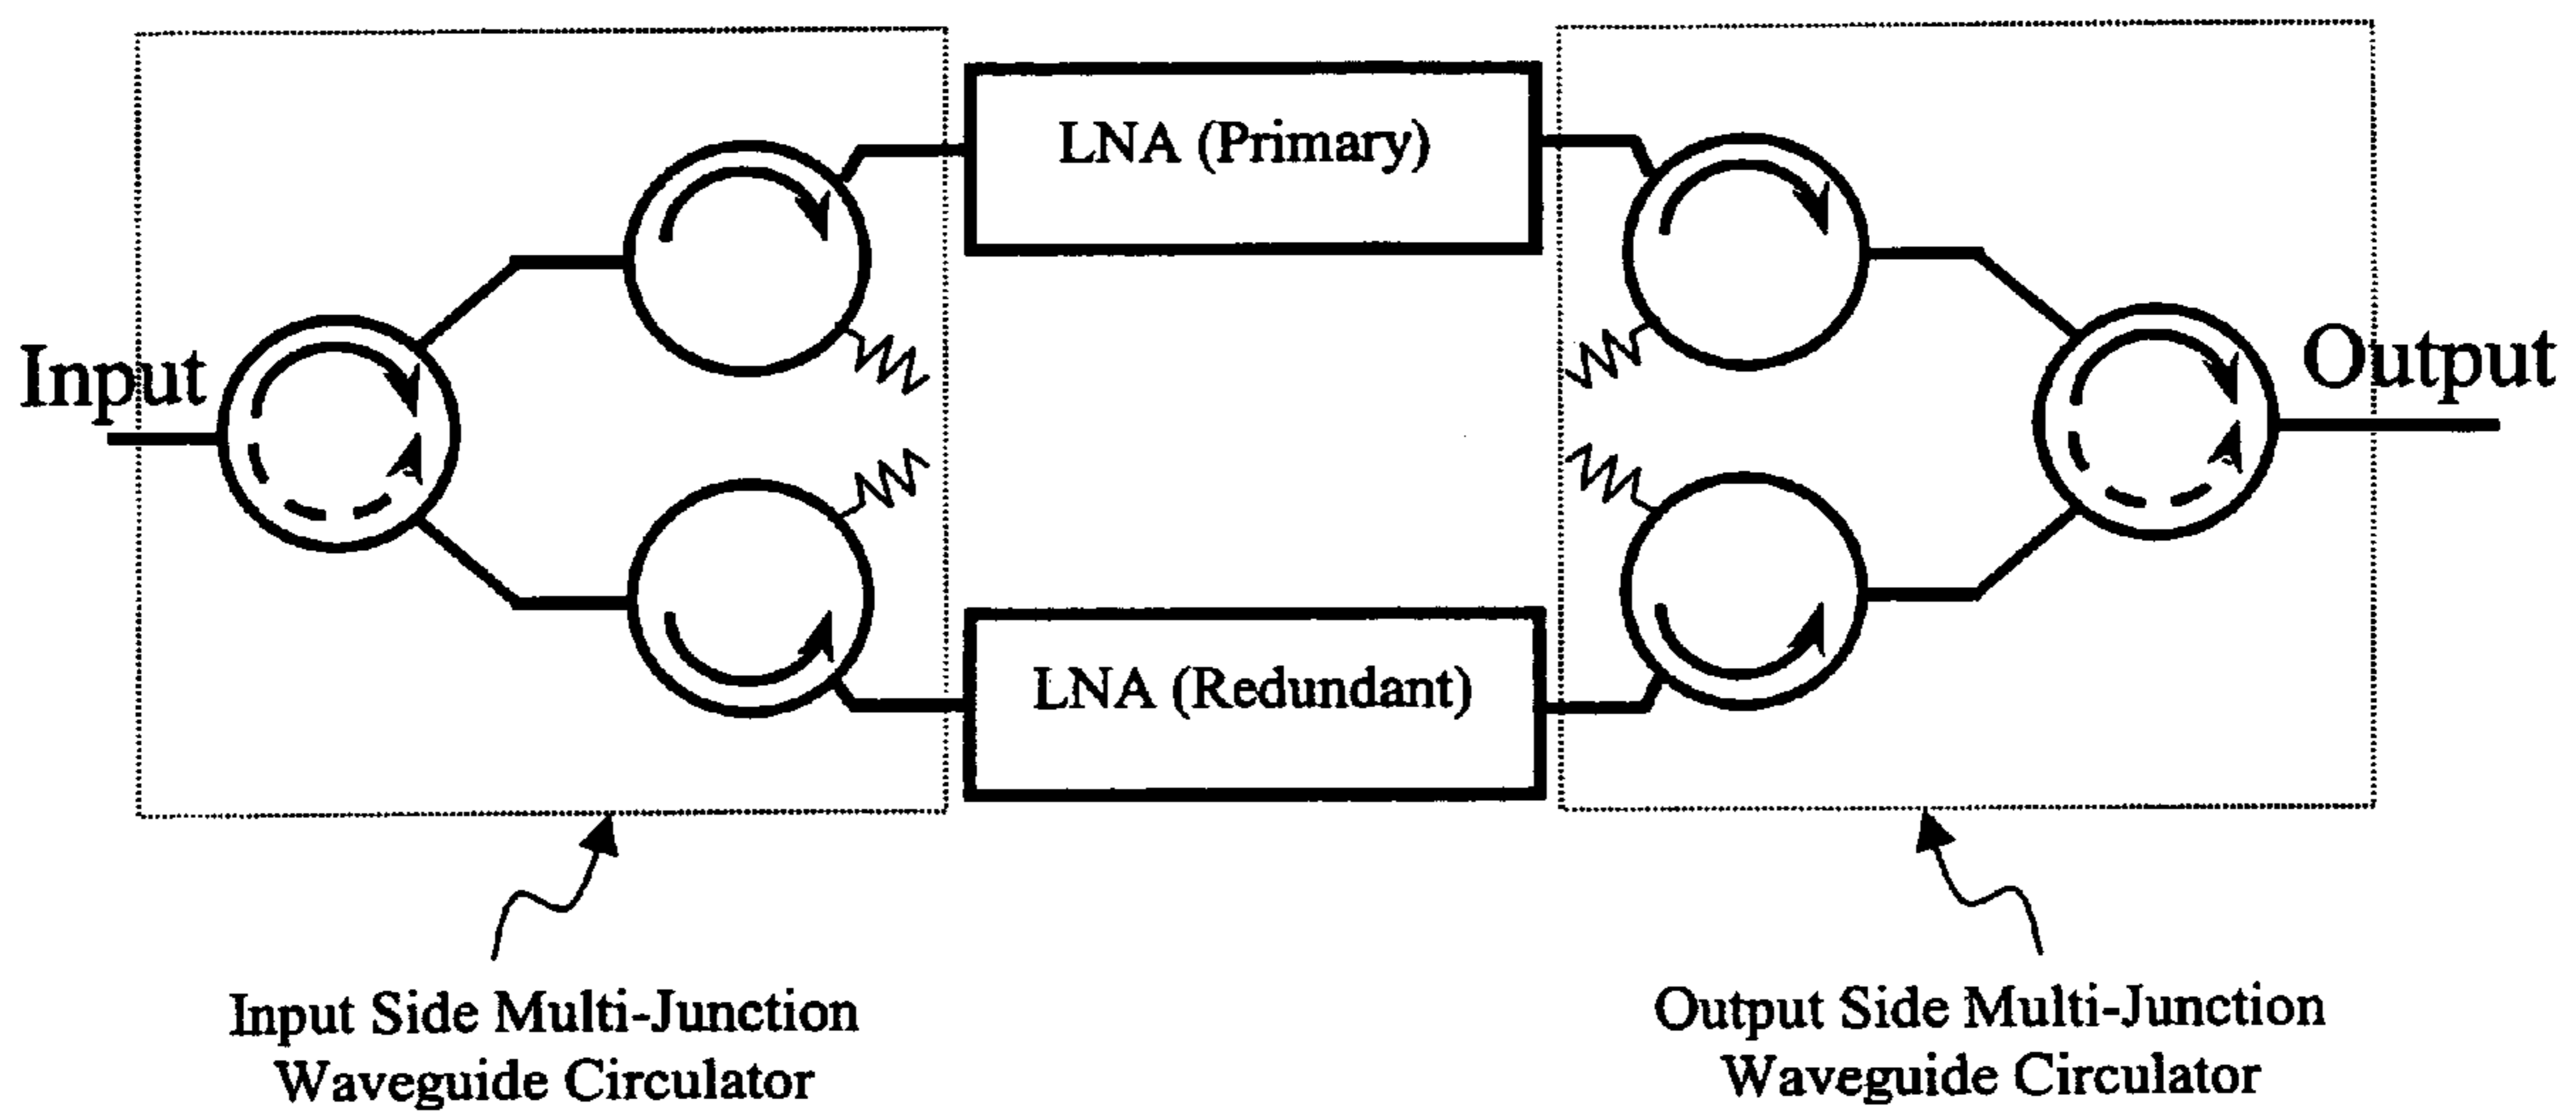 LNA (Primary)
Input
Output
LNA (Redundant)
Input Side Multi-Junction
Waveguide Circulator
Output Side Multi-Junction
Waveguide Circulator